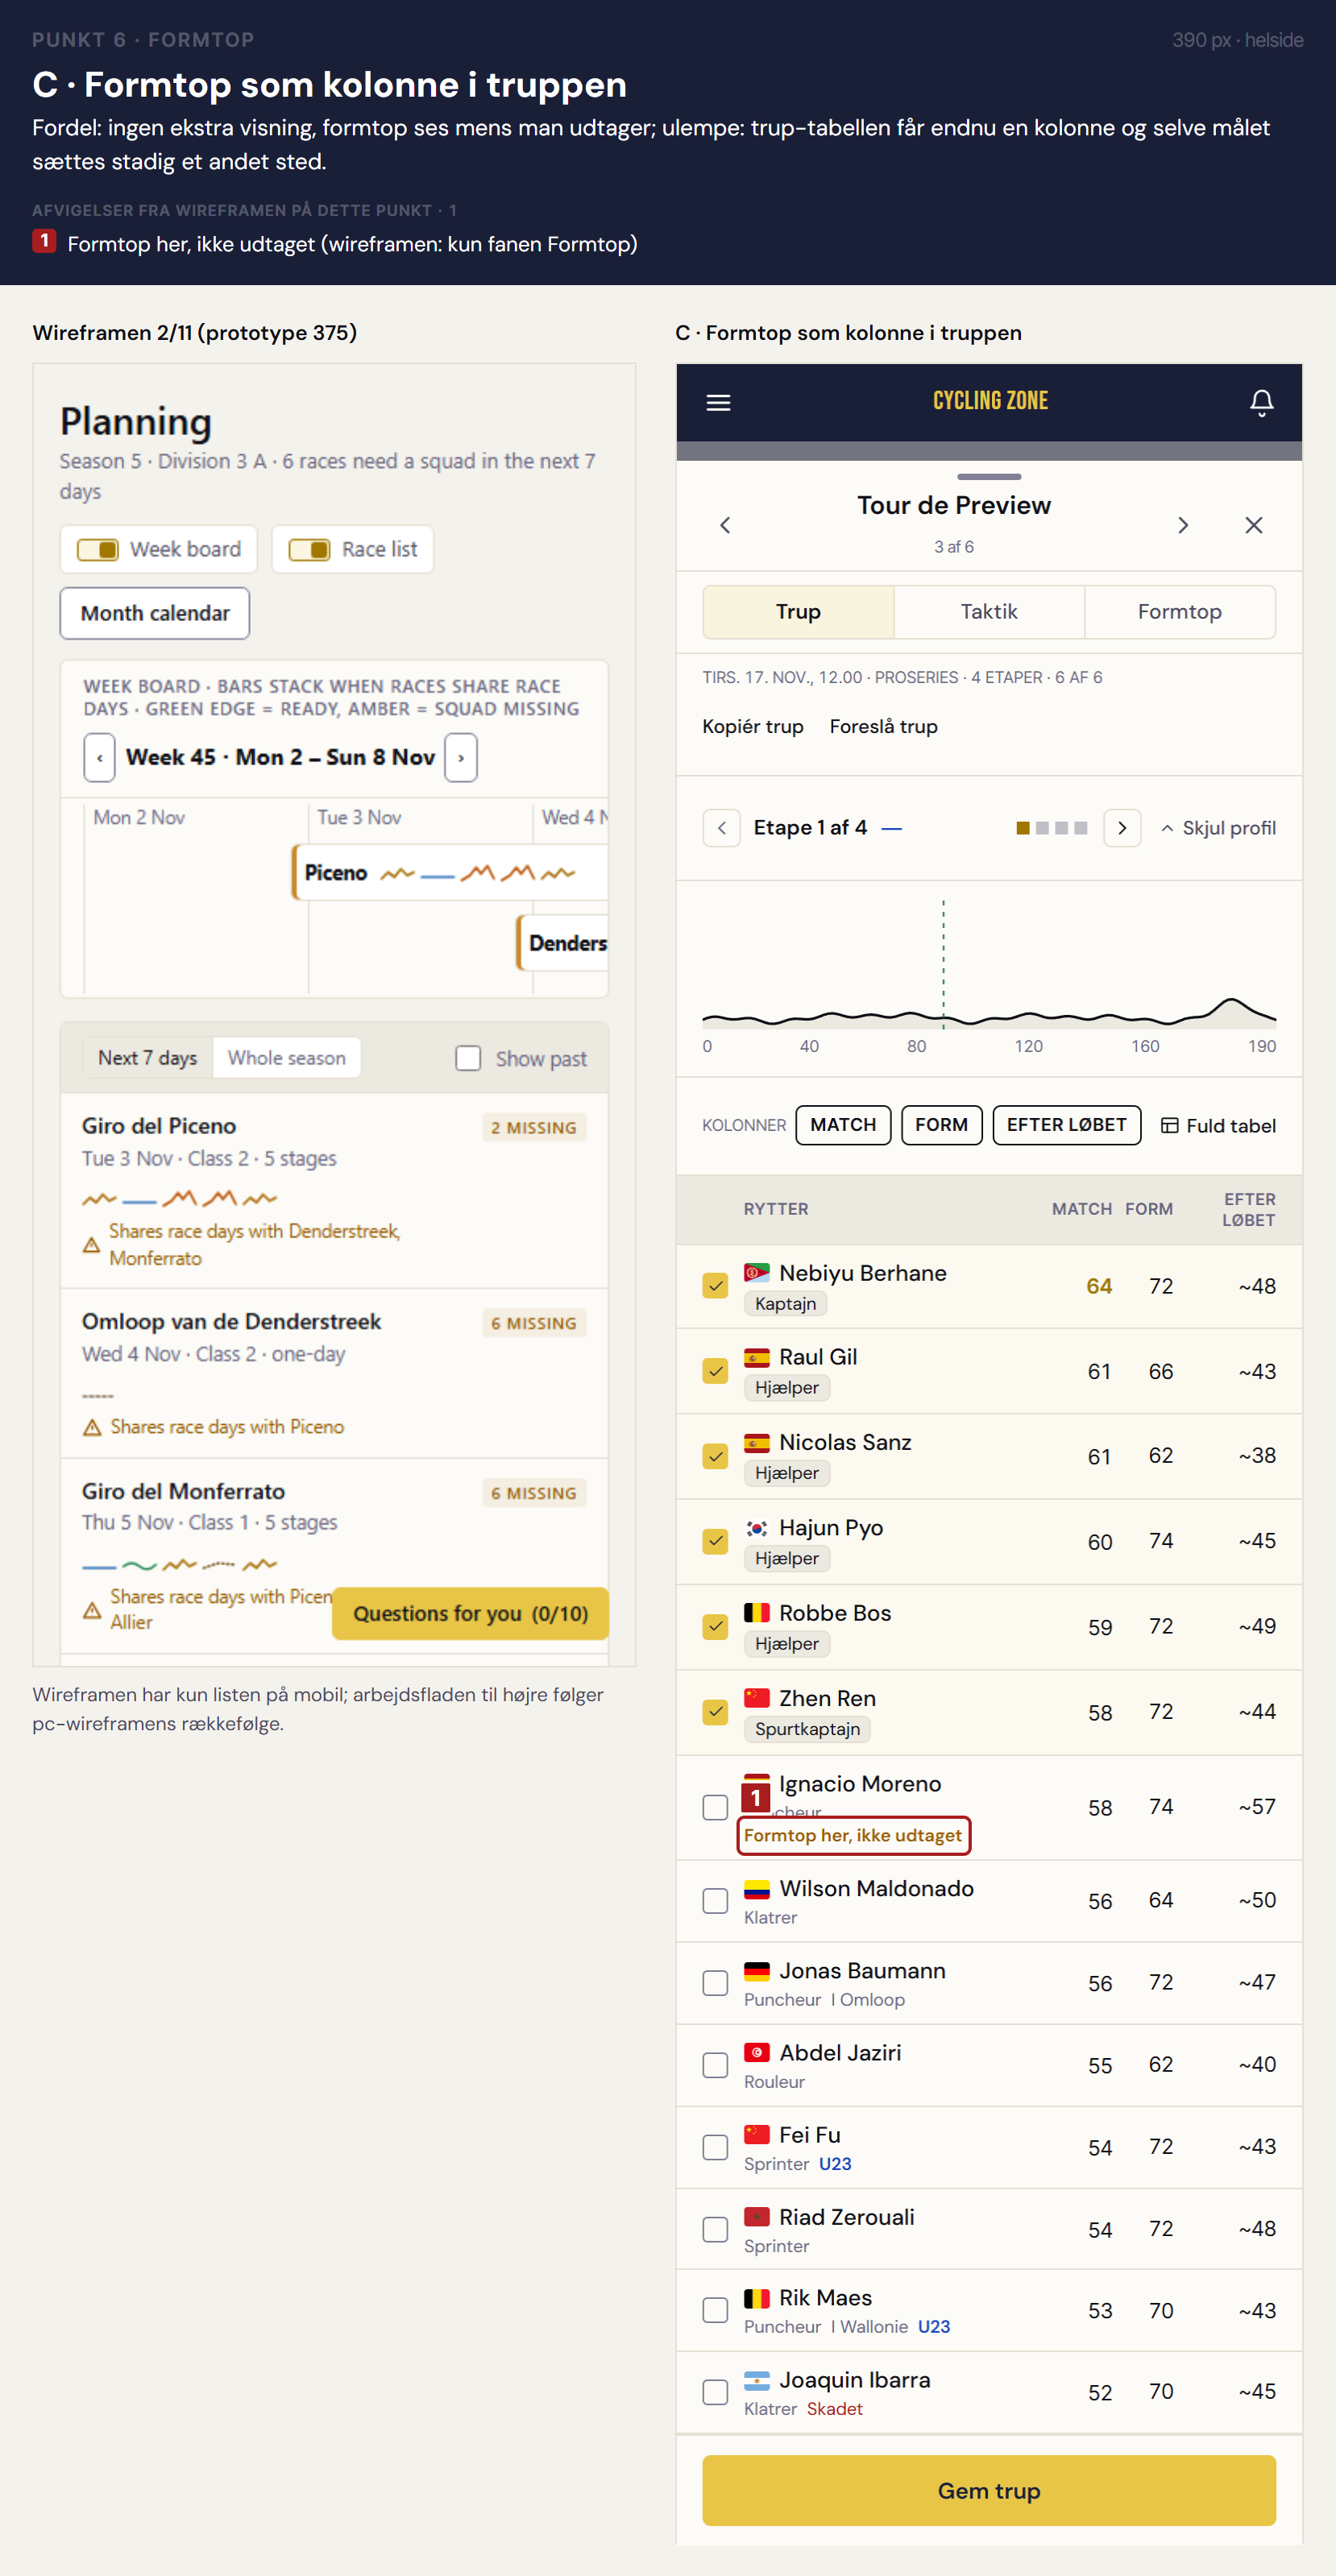 PUNKT 6 · FORMTOP
390 px · helside
C · Formtop som kolonne i truppen
Fordel: ingen ekstra visning, formtop ses mens man udtager; ulempe: trup-tabellen får endnu en kolonne og selve målet
sættes stadig et andet sted.
AFVIGELSER FRA WIREFRAMEN PÅ DETTE PUNKT · 1
1 Formtop her, ikke udtaget (wireframen: kun fanen Formtop)
Wireframen 2/11 (prototype 375)
Planning
Season 5 · Division 3 A · 6 races need a squad in the next 7
days
Week board
Race list
Month calendar
WEEK BOARD · BARS STACK WHEN RACES SHARE RACE
DAYS · GREEN EDGE = READY, AMBER = SQUAD MISSING
‹ Week 45 · Mon 2 – Sun 8 Nov ›
Mon 2 Nov Tue 3 Nov Wed 4 N
Piceno
Denders
Next 7 days Whole season Show past
Giro del Piceno 2 MISSING
Tue 3 Nov · Class 2 · 5 stages
Shares race days with Denderstreek,
Monferrato
Omloop van de Denderstreek 6 MISSING
Wed 4 Nov · Class 2 · one-day
Shares race days with Piceno
Giro del Monferrato 6 MISSING
Thu 5 Nov · Class 1 · 5 stages
Shares race days with Picen
Allier
Questions for you (0/10)
Wireframen har kun listen på mobil; arbejdsfladen til højre følger
pc-wireframens rækkefølge.
C · Formtop som kolonne i truppen
CYCLING ZONE
Tour de Preview
3 af 6
Trup Taktik Formtop
TIRS. 17. NOV., 12.00 · PROSERIES · 4 ETAPER · 6 AF 6
Kopiér trup Foreslå trup
Etape 1 af 4 Skjul profil
0 40 80 120 160 190
KOLONNER MATCH FORM EFTER LØBET Fuld tabel
RYTTER MATCH FORM EFTER
LØBET
Nebiyu Berhane 64 72 ~48
Kaptajn
Raul Gil 61 66 ~43
Hjælper
Nicolas Sanz 61 62 ~38
Hjælper
Hajun Pyo 60 74 ~45
Hjælper
Robbe Bos 59 72 ~49
Hjælper
Zhen Ren 58 72 ~44
Spurtkaptajn
Ignacio Moreno 58 74 ~57
1 cheur
Formtop her, ikke udtaget
Wilson Maldonado 56 64 ~50
Klatrer
Jonas Baumann 56 72 ~47
Puncheur I Omloop
Abdel Jaziri 55 62 ~40
Rouleur
Fei Fu 54 72 ~43
Sprinter U23
Riad Zerouali 54 72 ~48
Sprinter
Rik Maes 53 70 ~43
Puncheur I Wallonie U23
Joaquin Ibarra 52 70 ~45
Klatrer Skadet
Gem trup